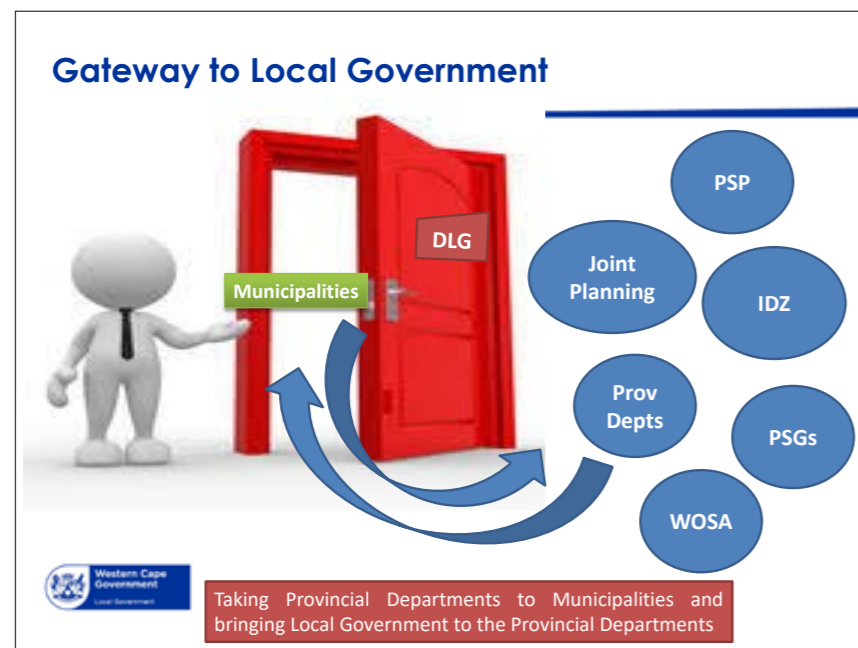 Gateway to Local Government
PSP
DLG
Joint
Planning
Municipalities
IDZ
Prov
Depts
PSGs
WOSA
Western Cape
Government
Local Government
Taking Provincial Departments to Municipalities and
bringing Local Government to the Provincial Departments